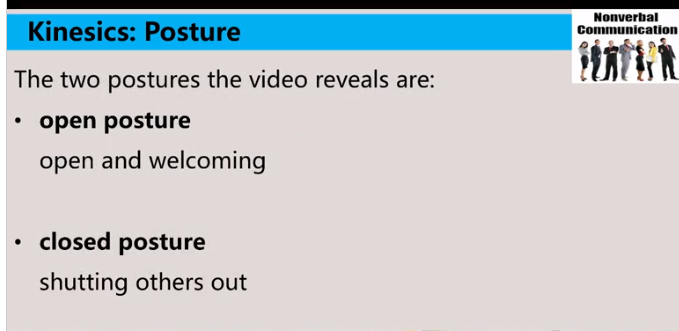 Kinesics: Posture
Nonverbal
Communication
The two postures the video reveals are:
• open posture
open and welcoming
• closed posture
shutting others out